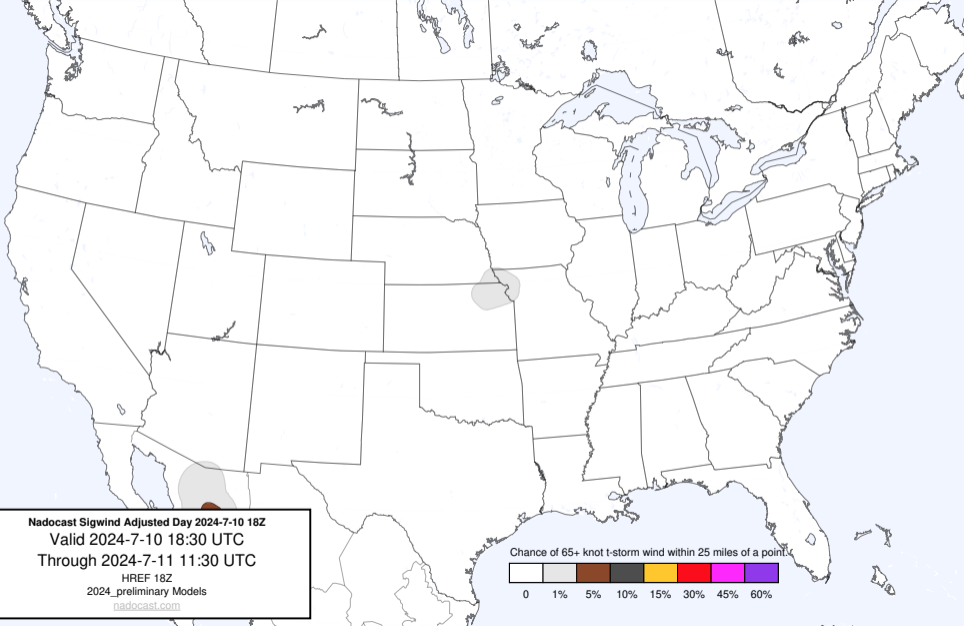 Nadocast Sigwind Adjusted Day 2024-7-10 18Z
Valid 2024-7-10 18:30 UTC
Through 2024-7-11 11:30 UTC
HREF 18Z
2024_preliminary Models
nadocast.com
Chance of 65+ knot t-storm wind within 25 miles of a point.
0 1% 5% 10% 15% 30% 45% 60%